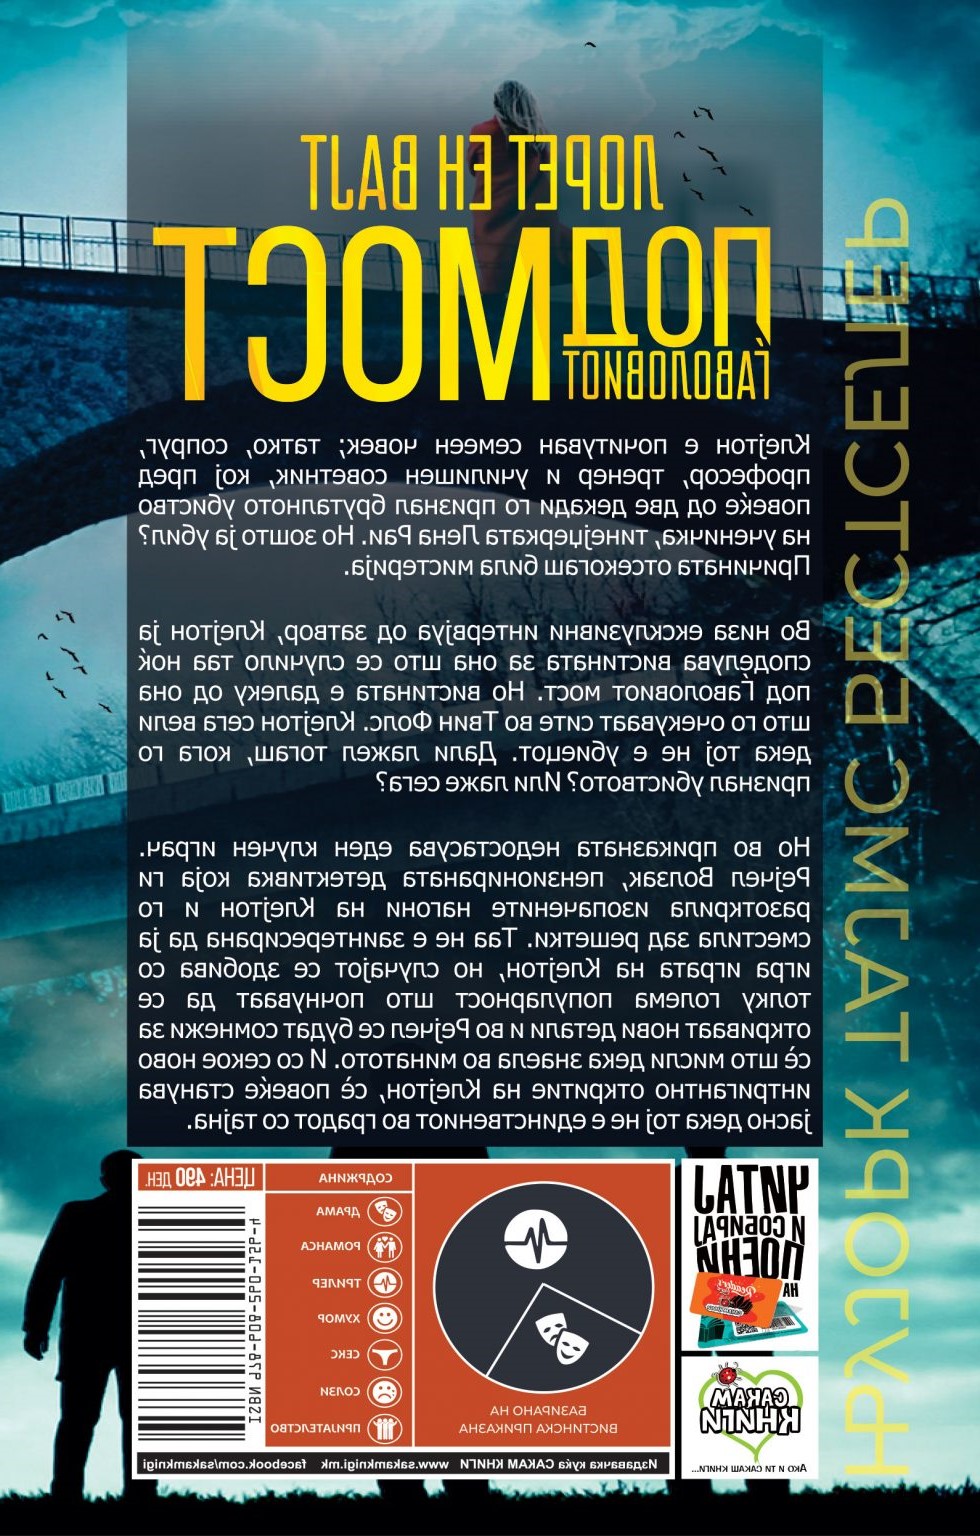 ЛОРЕТ ЕН ВАЈТ
ПОД МОСТ
ЃАВОЛОВИОТ
Клејтон е почитуван семеен човек; татко, сопруг,
професор, тренер и училишен советник, кој пред
повеќе од две декади го признал бруталното убиство
на ученичка, тинејџерката Лена Раи. Но зошто ја убил?
Причината отсекогаш била мистерија.
Во низа ексклузивни интервјуа од затвор, Клејтон ја
споделува вистината за она што се случило таа ноќ
под Ѓаволовиот мост. Но вистината е далеку од она
што го очекуваат сите во Твин Фолс. Клејтон сега вели
дека тој не е убиецот. Дали лажел тогаш, кога го
признал убиството? Или лаже сега?
Но во приказната недостасува еден клучен играч.
Рејчел Волзак, пензионираната детективка која ги
разоткрила изопачените нагони на Клејтон и го
сместила зад решетки. Таа не е заинтересирана да ја
игра играта на Клејтон, но случајот се здобива со
толку голема популарност што почнуваат да се
откриваат нови детали и во Рејчел се будат сомнежи за
сѐ што мисли дека знаела во минатото. И со секое ново
интригантно откритие на Клејтон, сѐ повеќе станува
јасно дека тој не е единствениот во градот со тајна.
ЧИТАЈ
И СОБИРАЈ
ПОЕНИ
НА
САКАМ
КНИГИ
Ако и ти сакаш книги...
БАЗИРАНО НА
ВИСТИНСКА ПРИКАЗНА
СОДРЖИНА
ДРАМА
РОМАНСА
ТРИЛЕР
ХУМОР
СЕКС
СОЛЗИ
ПРИЈАТЕЛСТВО
ЦЕНА: 490 ДЕН.
ISBN
Издавачка куќа САКАМ КНИГИ www.sakamknigi.mk facebook.com/sakamknigi